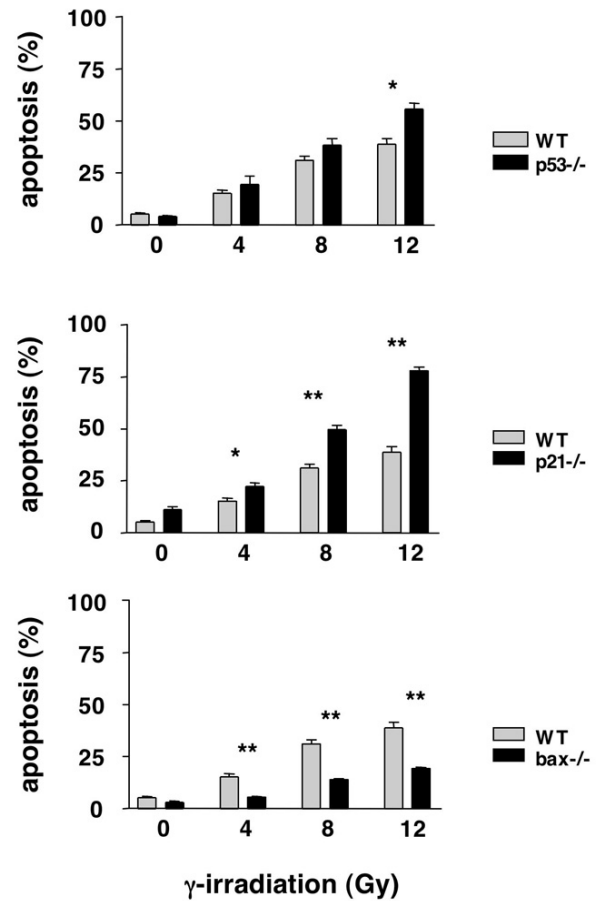 apoptosis (%)
100
75
50
25
0
*
0 4 8 12
WT
p53-/-
apoptosis (%)
100
75
50
25
0
*
**
**
0 4 8 12
WT
p21-/-
apoptosis (%)
100
75
50
25
0
**
**
**
0 4 8 12
WT
bax-/-
γ-irradiation (Gy)